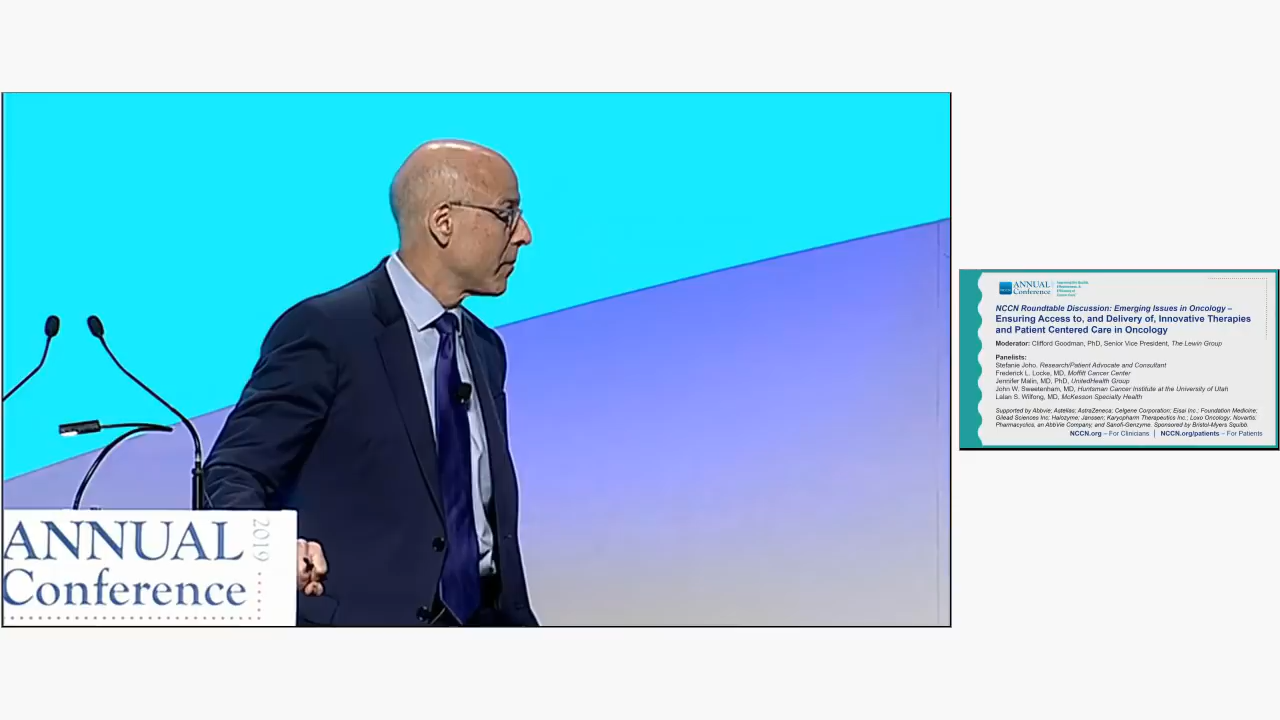 ANNUAL
2019
Conference
ANNUAL
Conference
NCCN Roundtable Discussion: Emerging Issues in Oncology –
Ensuring Access to, and Delivery of, Innovative Therapies
and Patient Centered Care in Oncology
Moderator: Clifford Goodman, PhD, Senior Vice President, The Lewin Group
Panelists:
Stefanie Joho, Research/Patient Advocate and Consultant
Frederick L. Locke, MD, Moffitt Cancer Center
Jennifer Malin, MD, PhD, UnitedHealth Group
John W. Sweetenham, MD, Huntsman Cancer Institute at the University of Utah
Lalan S. Wilfong, MD, McKesson Specialty Health
Supported by Abbvie; Astellas; AstraZeneca; Celgene Corporation; Eisai Inc.; Foundation Medicine;
Gilead Sciences Inc; Halozyme; Janssen; Karyopharm Therapeutics Inc.; Loxo Oncology; Novartis;
Pharmacyclics, an AbbVie Company; and Sanofi-Genzyme. Sponsored by Bristol-Myers Squibb.
NCCN.org – For Clinicians | NCCN.org/patients – For Patients